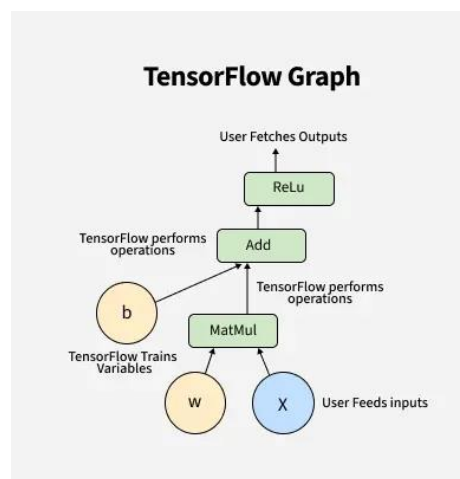 TensorFlow Graph
User Fetches Outputs
ReLu
TensorFlow performs
operations
Add
TensorFlow performs
operations
b
MatMul
TensorFlow Trains
Variables
w
X
User Feeds inputs